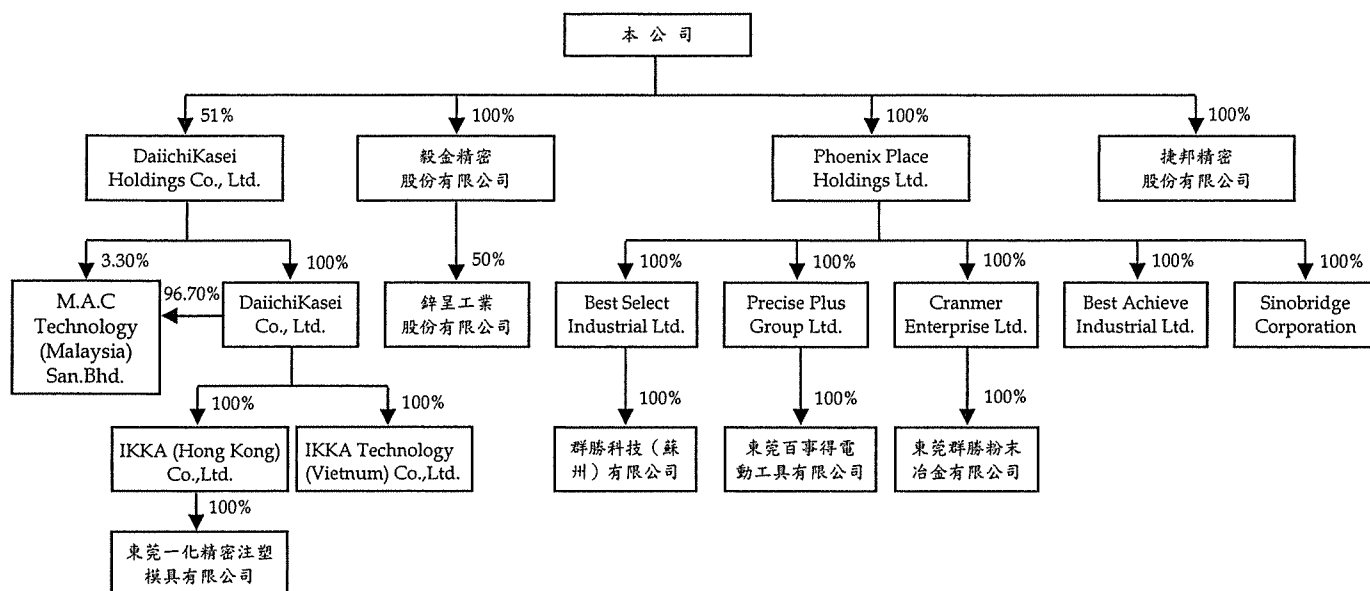 本公司
51%
100%
100%
100%
DaiichiKasei
Holdings Co., Ltd.
毅金精密
股份有限公司
Phoenix Place
Holdings Ltd.
捷邦精密
股份有限公司
3.30%
100%
50%
100%
100%
100%
100%
100%
M.A.C
Technology
(Malaysia)
San.Bhd.
96.70%
DaiichiKasei
Co., Ltd.
鋅呈工業
股份有限公司
Best Select
Industrial Ltd.
Precise Plus
Group Ltd.
Cranmer
Enterprise Ltd.
Best Achieve
Industrial Ltd.
Sinobridge
Corporation
100%
100%
100%
100%
100%
IKKA (Hong Kong)
Co.,Ltd.
IKKA Technology
(Vietnum) Co.,Ltd.
群勝科技（蘇
州）有限公司
東莞百事得電
動工具有限公司
東莞群勝粉末
冶金有限公司
100%
東莞一化精密注塑
模具有限公司